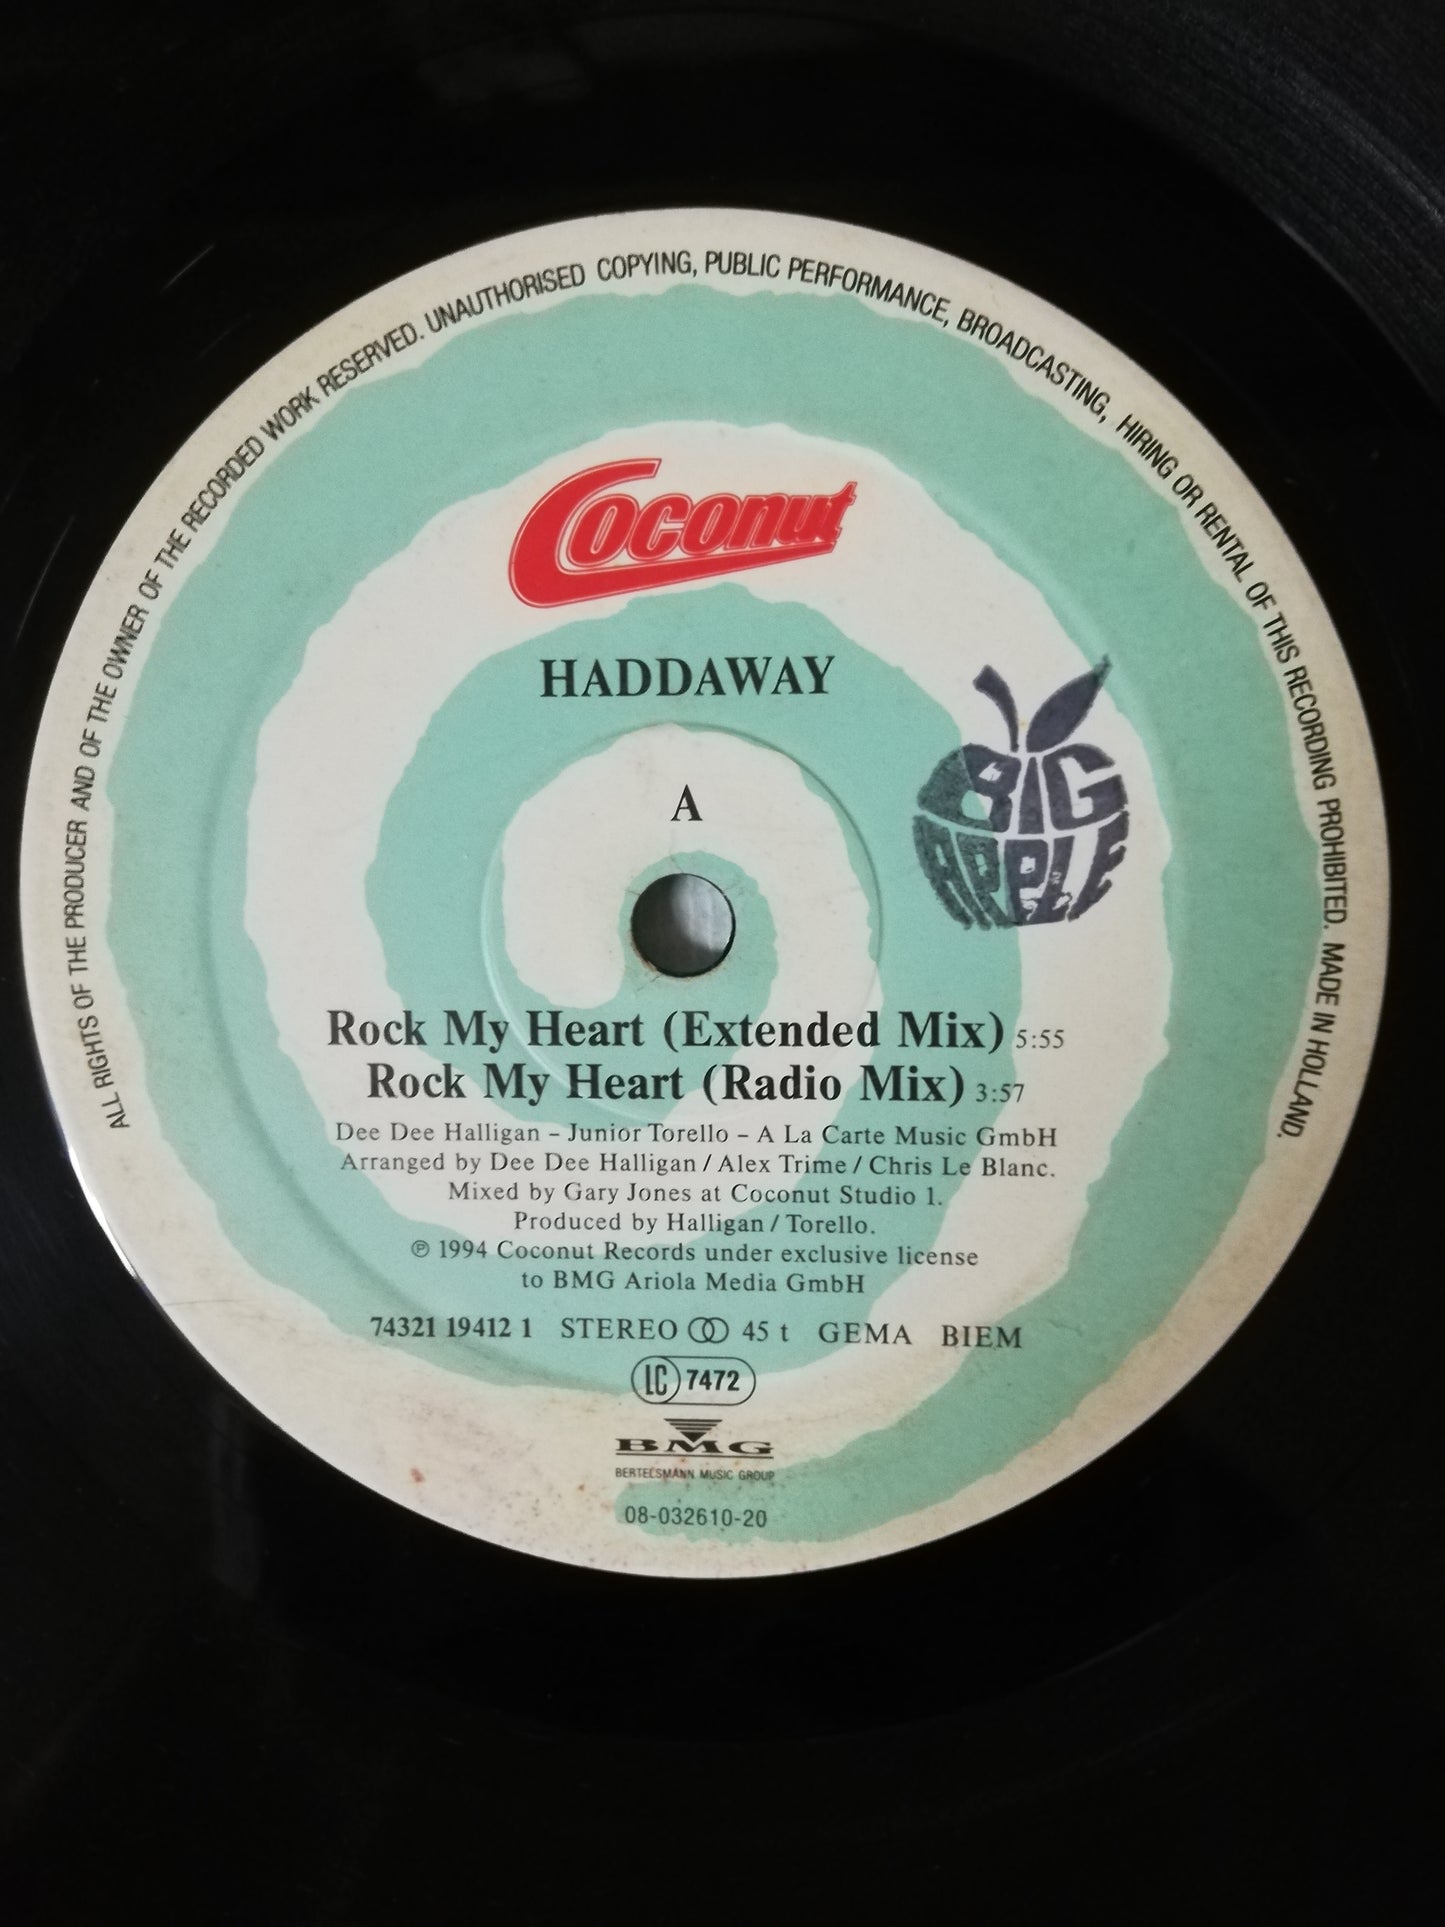 ALL RIGHTS OF THE PRODUCER AND OF THE OWNER OF THE RECORDED WORK RESERVED. UNAUTHORISED COPYING, PUBLIC PERFORMANCE, BROADCASTING, HIRING OR RENTAL OF THIS RECORDING PROHIBITED. MADE IN HOLLAND.
Coconut
HADDAWAY
A
BIG
APPLE
Rock My Heart (Extended Mix) 5:55
Rock My Heart (Radio Mix) 3:57
Dee Dee Halligan – Junior Torello – A La Carte Music GmbH
Arranged by Dee Dee Halligan / Alex Trime / Chris Le Blanc.
Mixed by Gary Jones at Coconut Studio 1.
Produced by Halligan / Torello.
℗ 1994 Coconut Records under exclusive license
to BMG Ariola Media GmbH
74321 19412 1 STEREO 45 t GEMA BIEM
LC 7472
BMG
BERTELSMANN MUSIC GROUP
08-032610-20